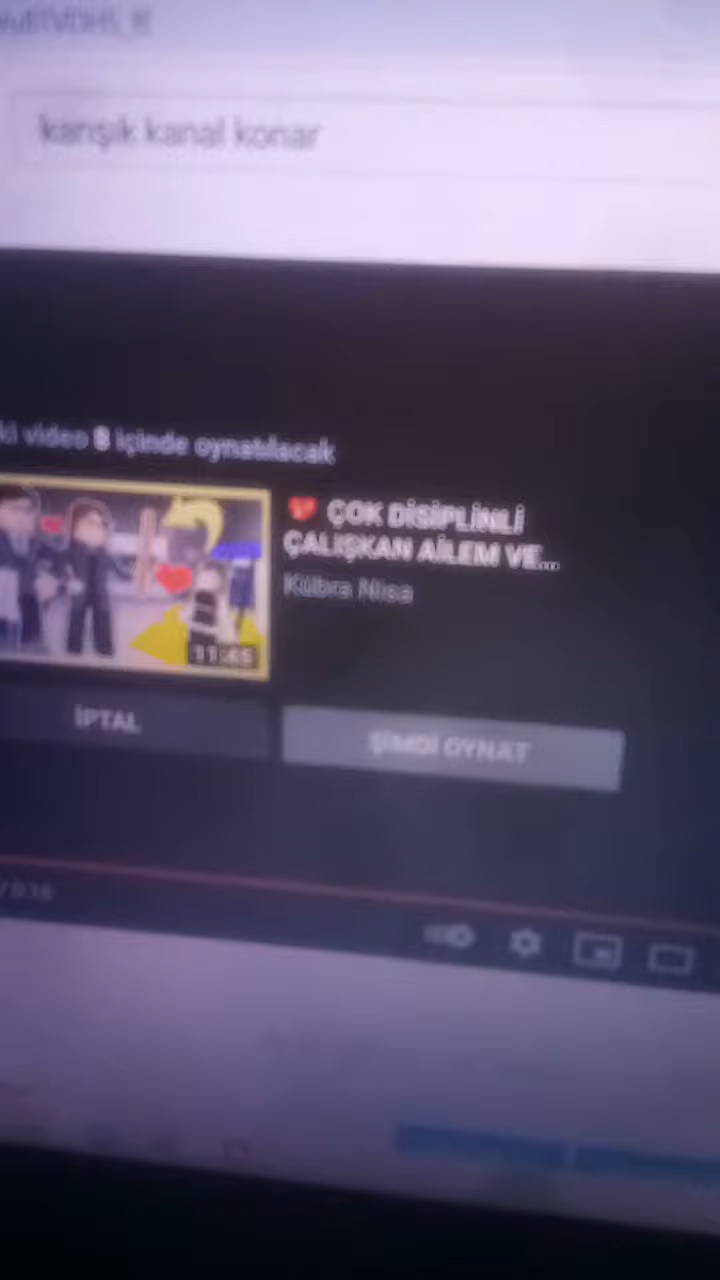 karışık kanal konar
video 8 içinde oynatılacak
ÇOK DİSİPLİNLİ
ÇALIŞKAN AİLEM VE...
Kübra Nisa
11:45
İPTAL
ŞİMDİ OYNAT